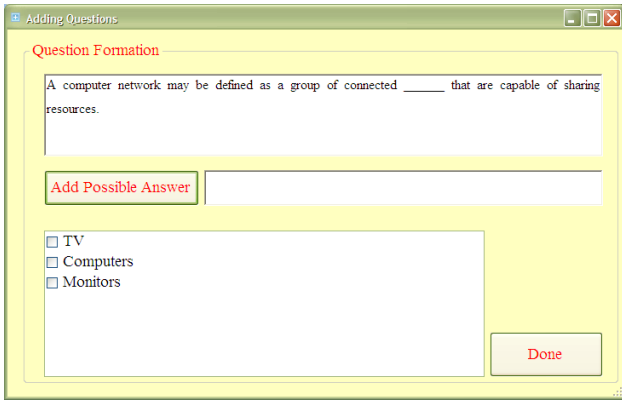 Adding Questions
Question Formation
A computer network may be defined as a group of connected ______ that are capable of sharing
resources.
Add Possible Answer
TV
Computers
Monitors
Done